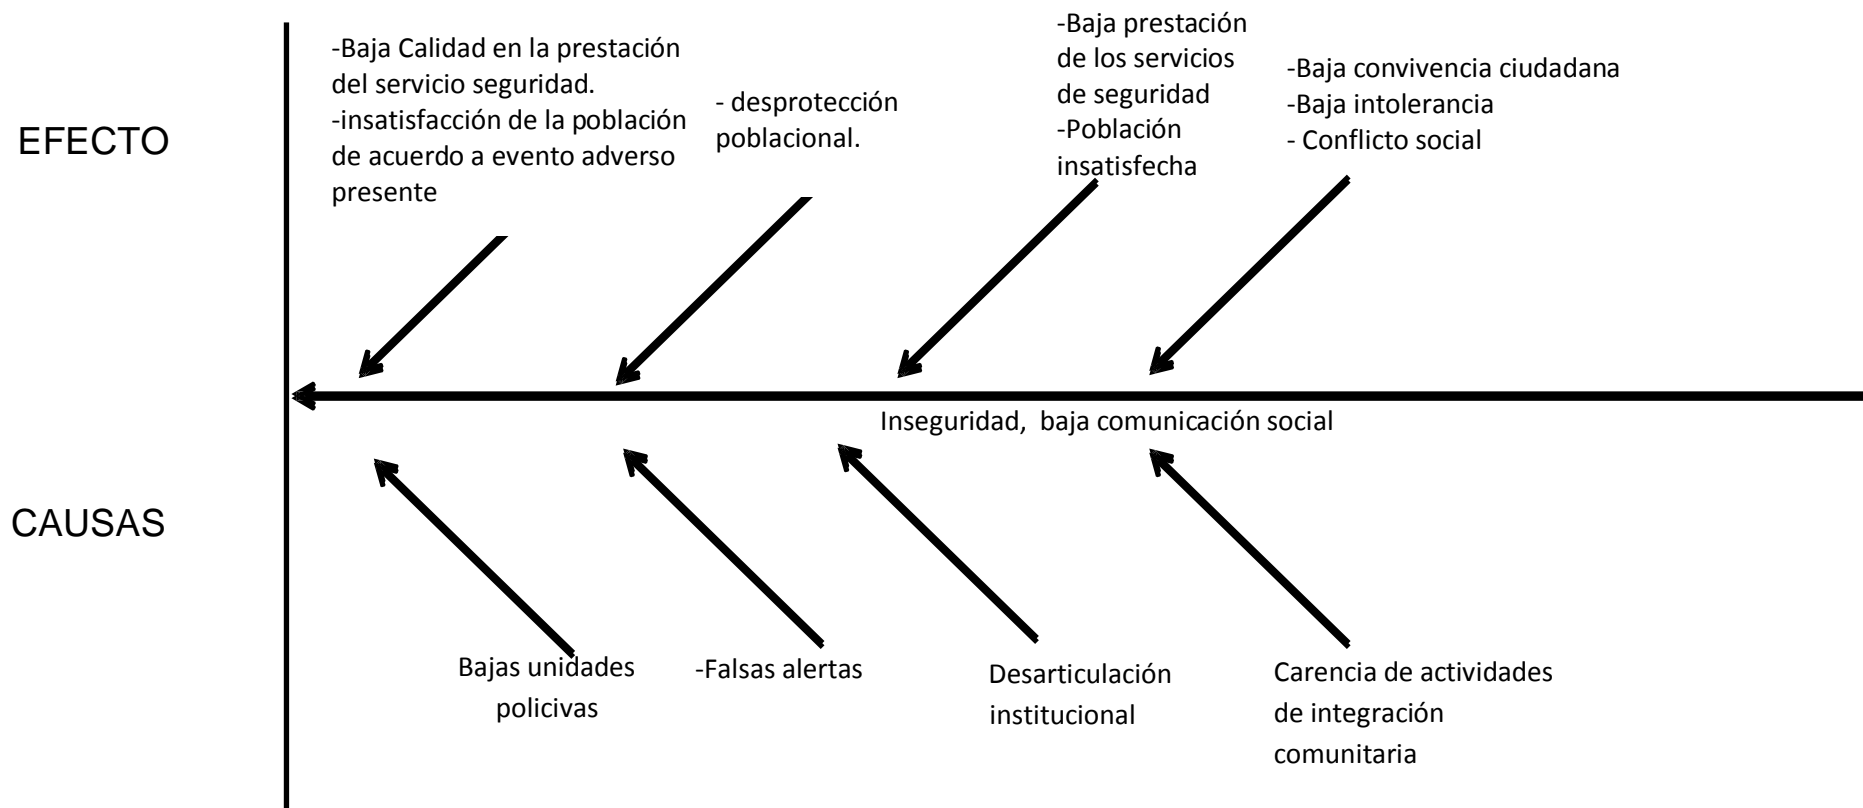 EFECTO
-Baja Calidad en la prestación
del servicio seguridad.
-insatisfacción de la población
de acuerdo a evento adverso
presente
- desprotección
poblacional.
-Baja prestación
de los servicios
de seguridad
-Población
insatisfecha
-Baja convivencia ciudadana
-Baja intolerancia
- Conflicto social
Inseguridad, baja comunicación social
CAUSAS
Bajas unidades
policivas
-Falsas alertas
Desarticulación
institucional
Carencia de actividades
de integración
comunitaria